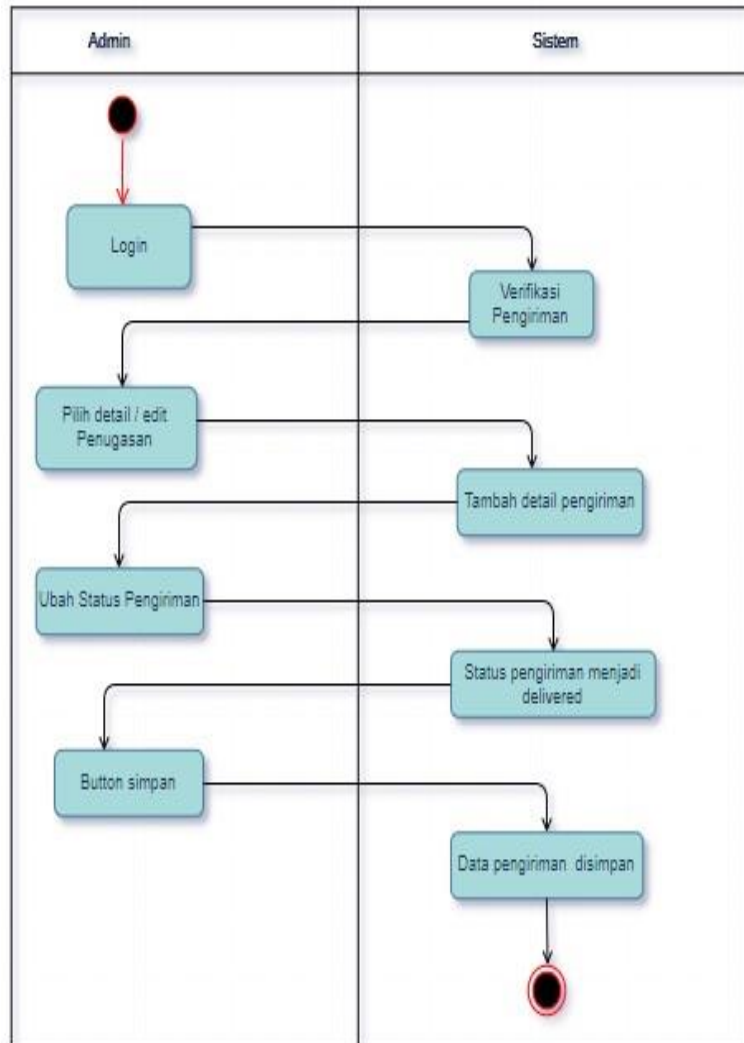 Admin
Sistem
Login
Verifikasi
Pengiriman
Pilih detail / edit
Penugasan
Tambah detail pengiriman
Ubah Status Pengiriman
Status pengiriman menjadi
delivered
Button simpan
Data pengiriman disimpan